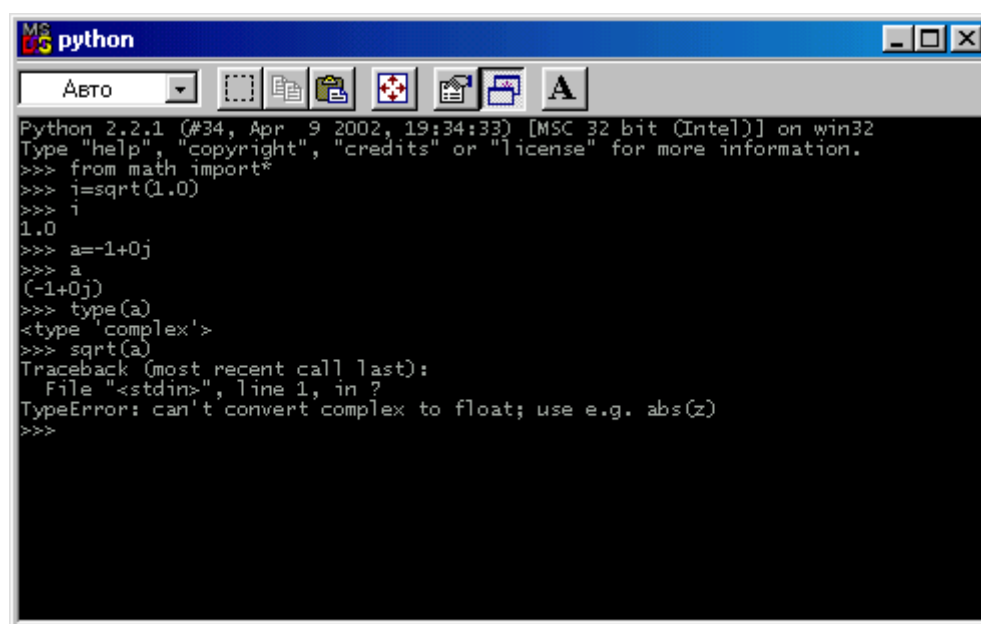 MS DS python
Авто
A
Python 2.2.1 (#34, Apr  9 2002, 19:34:33) [MSC 32 bit (Intel)] on win32
Type "help", "copyright", "credits" or "license" for more information.
>>> from math import*
>>> i=sqrt(1.0)
>>> i
1.0
>>> a=-1+0j
>>> a
(-1+0j)
>>> type(a)
<type 'complex'>
>>> sqrt(a)
Traceback (most recent call last):
  File "<stdin>", line 1, in ?
TypeError: can't convert complex to float; use e.g. abs(z)
>>>